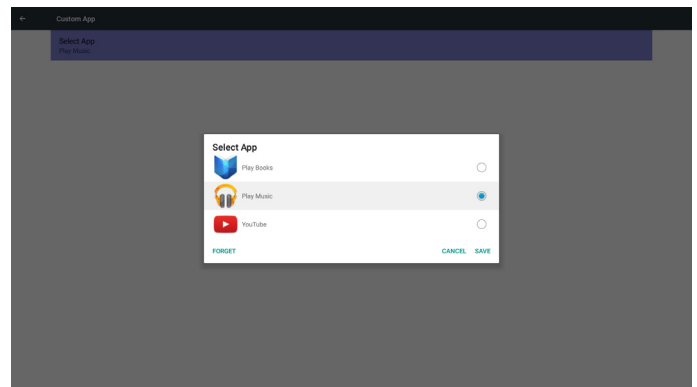 Custom App
Select App
Play Music
Select App
Play Books
Play Music
YouTube
FORGET
CANCEL SAVE